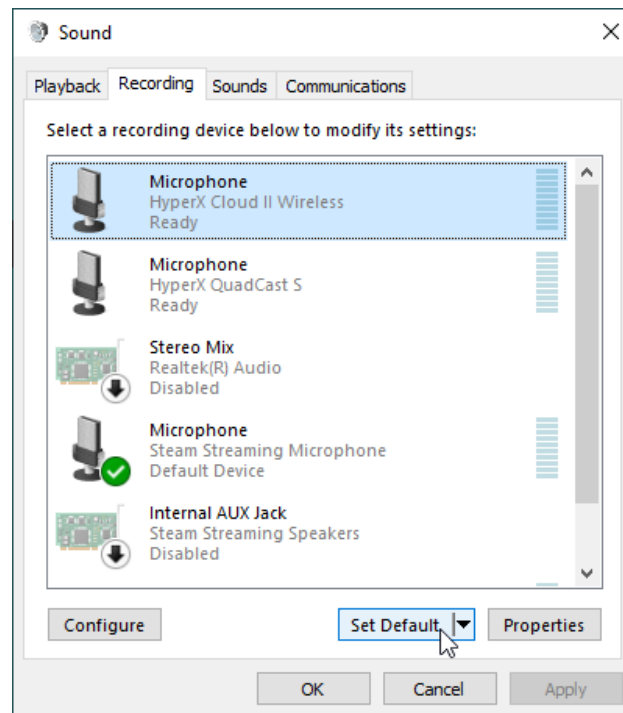 Sound
Playback Recording Sounds Communications
Select a recording device below to modify its settings:
Microphone
HyperX Cloud II Wireless
Ready
Microphone
HyperX QuadCast S
Ready
Stereo Mix
Realtek(R) Audio
Disabled
Microphone
Steam Streaming Microphone
Default Device
Internal AUX Jack
Steam Streaming Speakers
Disabled
Configure Set Default Properties
OK Cancel Apply